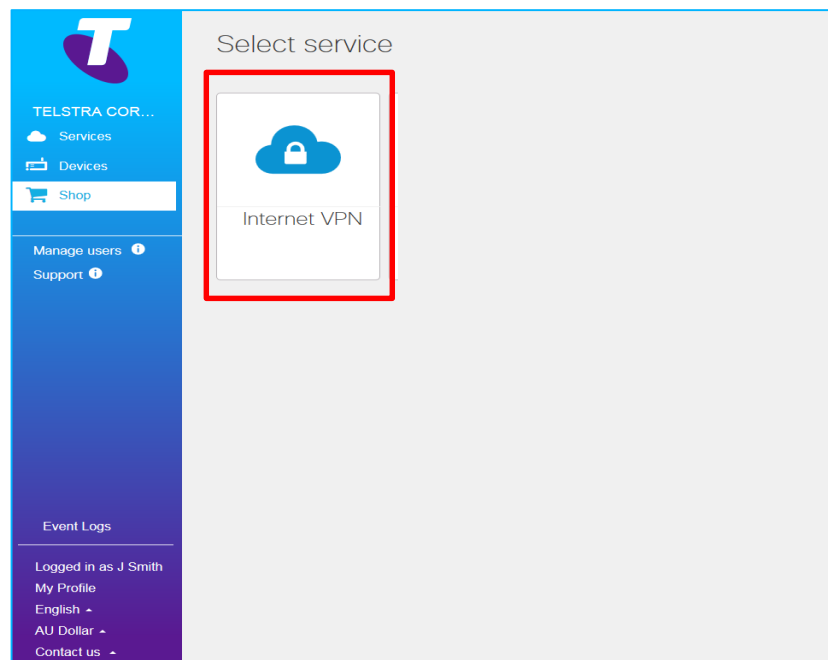 T
Select service
TELSTRA COR...
Services
Devices
Shop
Internet VPN
Manage users
Support
Event Logs
Logged in as J Smith
My Profile
English
AU Dollar
Contact us